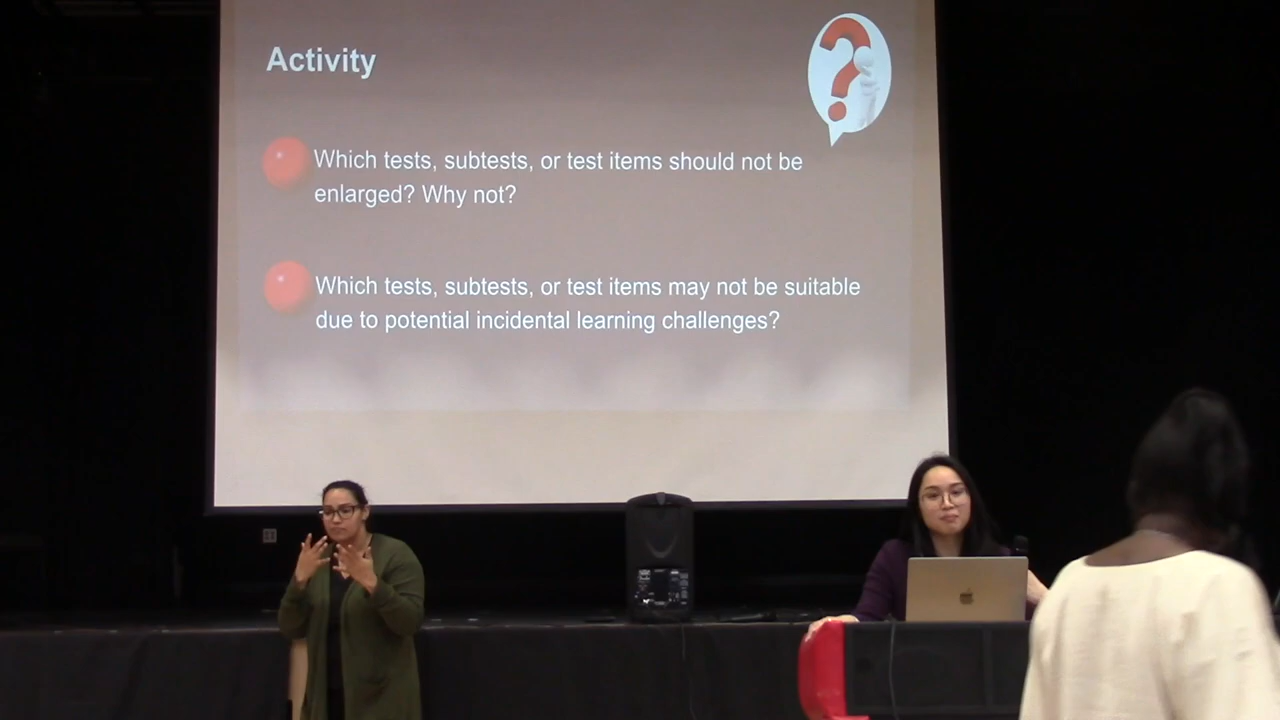 Activity
Which tests, subtests, or test items should not be
enlarged? Why not?
Which tests, subtests, or test items may not be suitable
due to potential incidental learning challenges?